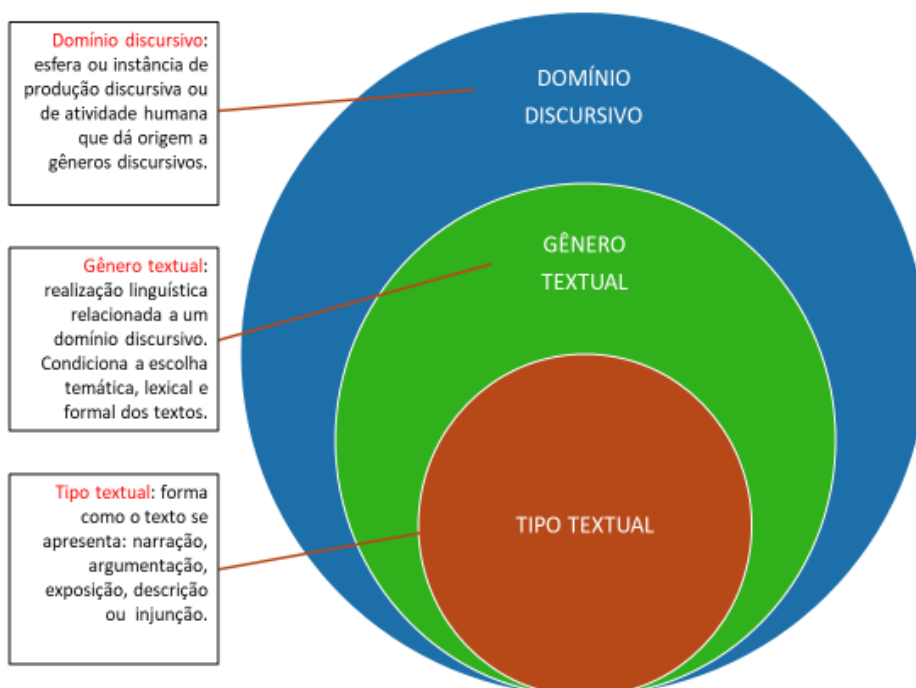 Domínio discursivo:
esfera ou instância de
produção discursiva ou
de atividade humana
que dá origem a
gêneros discursivos.
DOMÍNIO
DISCURSIVO
Gênero textual:
realização linguística
relacionada a um
domínio discursivo.
Condiciona a escolha
temática, lexical e
formal dos textos.
GÊNERO
TEXTUAL
Tipo textual: forma
como o texto se
apresenta: narração,
argumentação,
exposição, descrição
ou injunção.
TIPO TEXTUAL